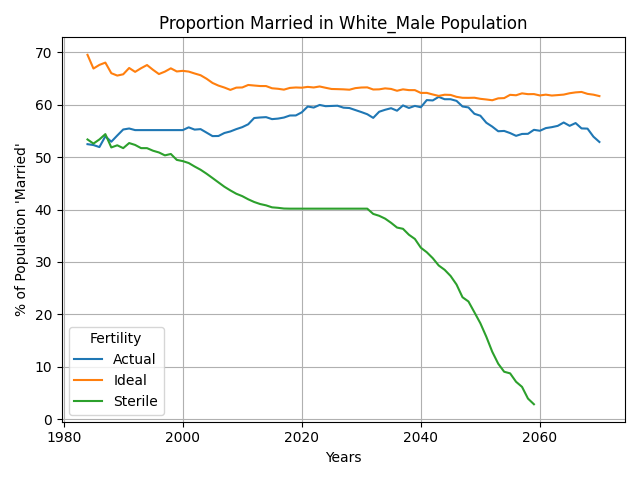 Proportion Married in White_Male Population
% of Population 'Married'
70
60
50
40
30
20
10
0
Fertility
Actual
Ideal
Sterile
1980 2000 2020 2040 2060
Years